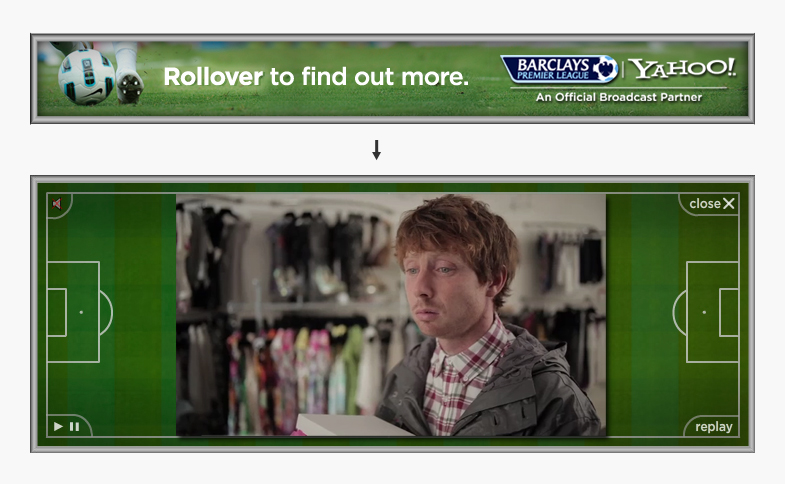 Rollover to find out more.
BARCLAYS
PREMIER LEAGUE
YAHOO!
An Official Broadcast Partner
close
replay